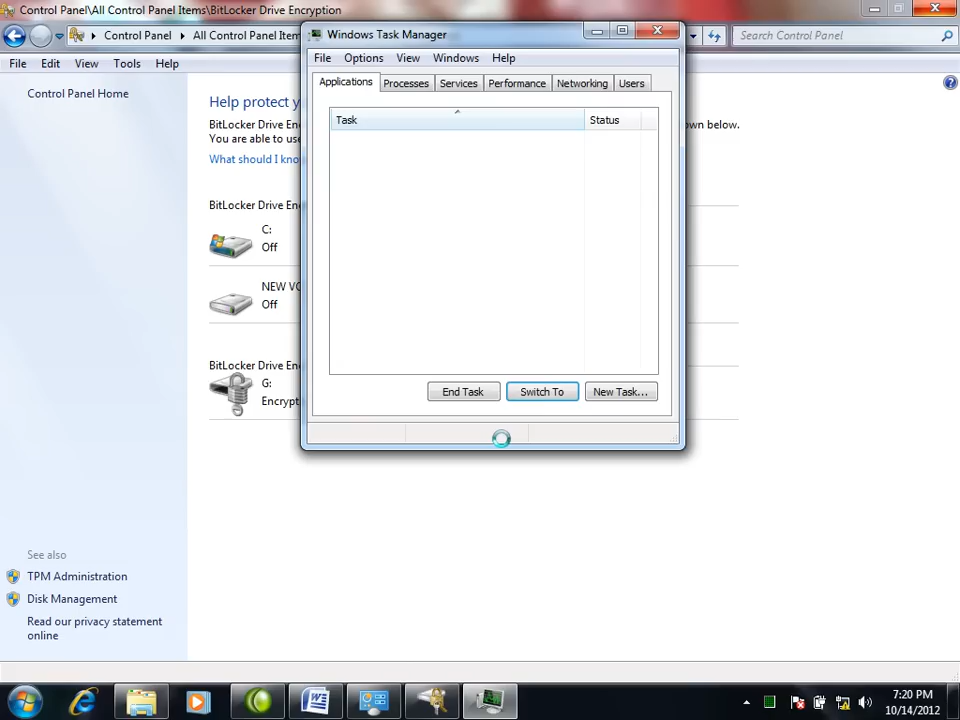 Control Panel\All Control Panel Items\BitLocker Drive Encryption
Control Panel
All Control Panel Item
Search Control Panel
File Edit View Tools Help
Control Panel Home
Help protect y
BitLocker Drive En
own below.
You are able to use
What should I kno
BitLocker Drive En
C:
Off
NEW VO
Off
BitLocker Drive En
G:
Encrypt
See also
TPM Administration
Disk Management
Read our privacy statement
online
Windows Task Manager
File Options View Windows Help
Applications Processes Services Performance Networking Users
Task Status
End Task Switch To New Task...
7:20 PM
10/14/2012